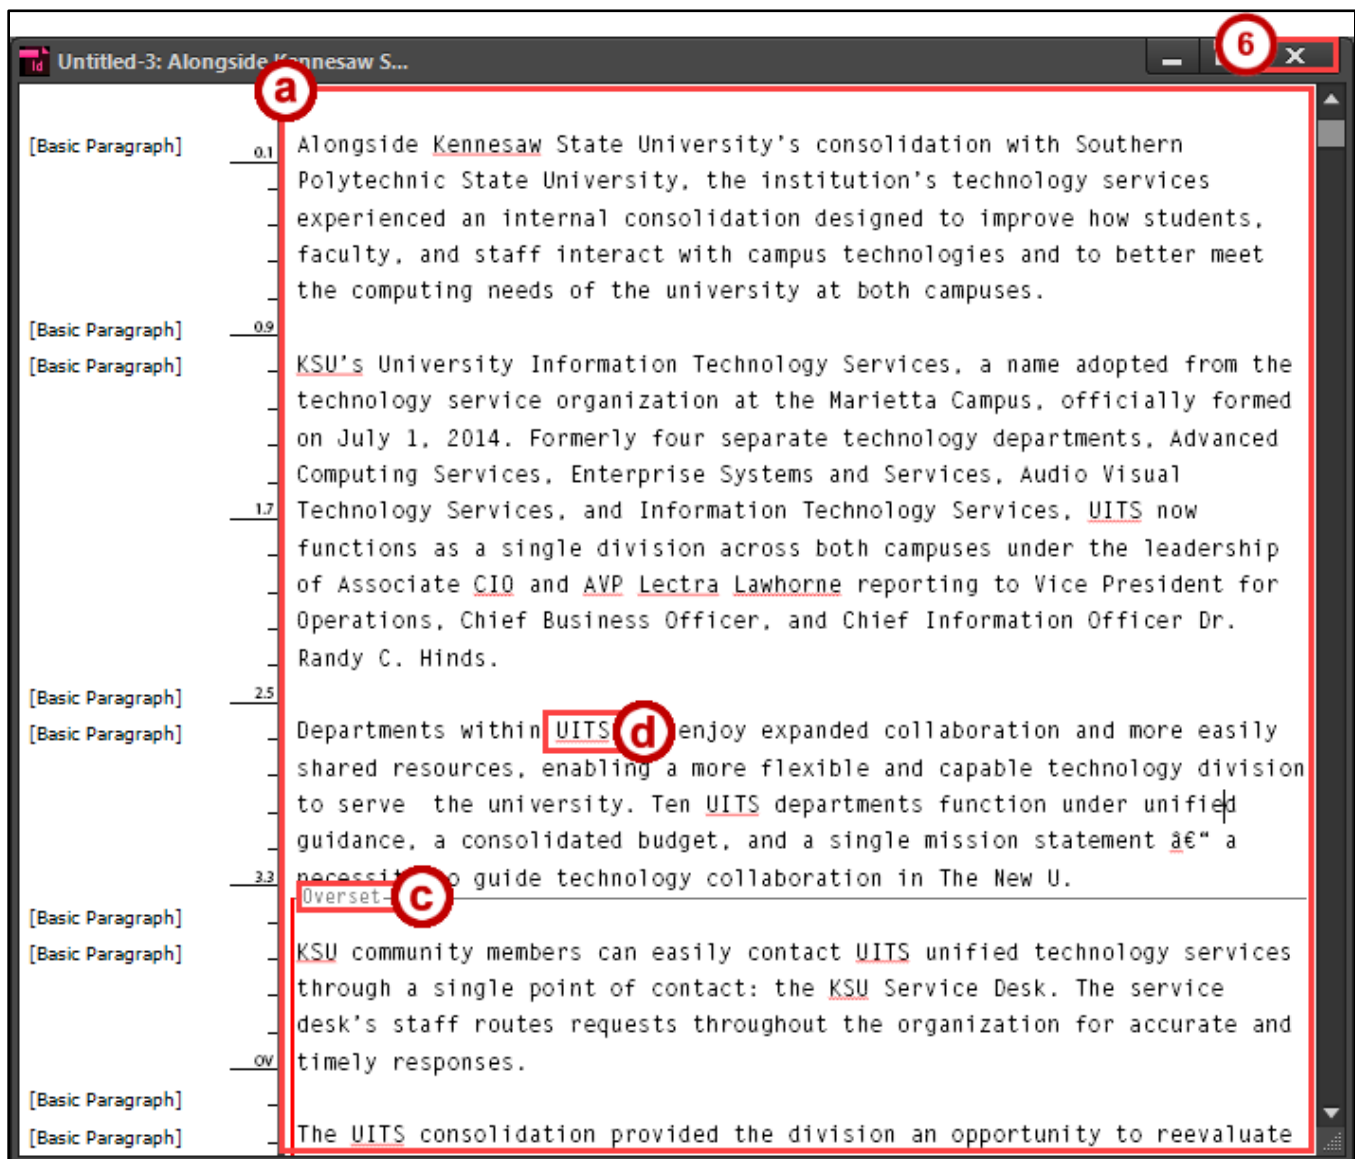 Untitled-3: Alongside Kennesaw S...
6
a
[Basic Paragraph] 0.1 Alongside Kennesaw State University's consolidation with Southern
Polytechnic State University, the institution's technology services
experienced an internal consolidation designed to improve how students,
faculty, and staff interact with campus technologies and to better meet
the computing needs of the university at both campuses.
[Basic Paragraph] 0.9
[Basic Paragraph] KSU's University Information Technology Services, a name adopted from the
technology service organization at the Marietta Campus, officially formed
on July 1, 2014. Formerly four separate technology departments, Advanced
Computing Services, Enterprise Systems and Services, Audio Visual
1.7 Technology Services, and Information Technology Services, UITS now
functions as a single division across both campuses under the leadership
of Associate CIO and AVP Lectra Lawhorne reporting to Vice President for
Operations, Chief Business Officer, and Chief Information Officer Dr.
Randy C. Hinds.
[Basic Paragraph] 2.5
[Basic Paragraph] Departments within UITS d enjoy expanded collaboration and more easily
shared resources, enabling a more flexible and capable technology division
to serve  the university. Ten UITS departments function under unified
guidance, a consolidated budget, and a single mission statement â€“ a
3.3 necessity to guide technology collaboration in The New U.
Overset c
[Basic Paragraph]
[Basic Paragraph] KSU community members can easily contact UITS unified technology services
through a single point of contact: the KSU Service Desk. The service
desk's staff routes requests throughout the organization for accurate and
OV timely responses.
[Basic Paragraph]
[Basic Paragraph] The UITS consolidation provided the division an opportunity to reevaluate